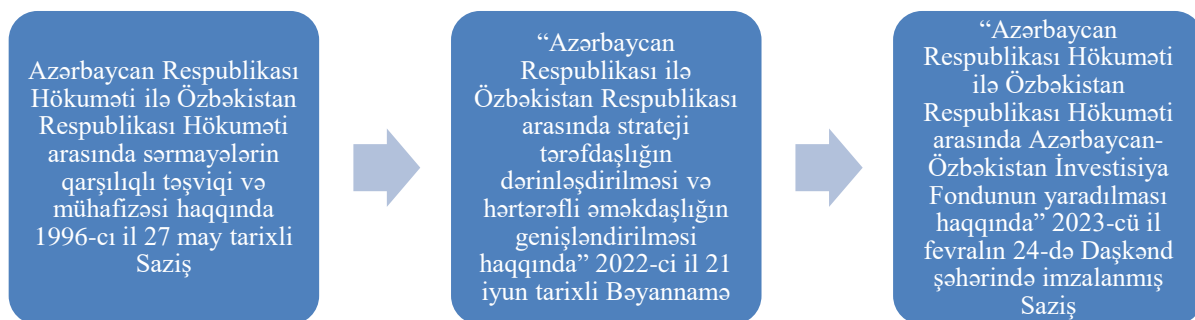 Azərbaycan Respublikası
Hökuməti ilə Özbəkistan
Respublikası Hökuməti
arasında sərmayələrin
qarşılıqlı təşviqi və
mühafizəsi haqqında
1996-cı il 27 may tarixli
Saziş
“Azərbaycan
Respublikası ilə
Özbəkistan Respublikası
arasında strateji
tərəfdaşlığın
dərinləşdirilməsi və
hərtərəfli əməkdaşlığın
genişləndirilməsi
haqqında” 2022-ci il 21
iyun tarixli Bəyannamə
“Azərbaycan
Respublikası Hökuməti
ilə Özbəkistan
Respublikası Hökuməti
arasında Azərbaycan-
Özbəkistan İnvestisiya
Fondunun yaradılması
haqqında” 2023-cü il
fevralın 24-də Daşkənd
şəhərində imzalanmış
Saziş